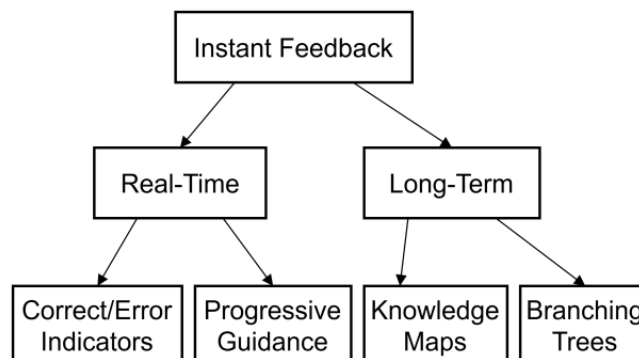 Instant Feedback
Real-Time
Long-Term
Correct/Error
Indicators
Progressive
Guidance
Knowledge
Maps
Branching
Trees